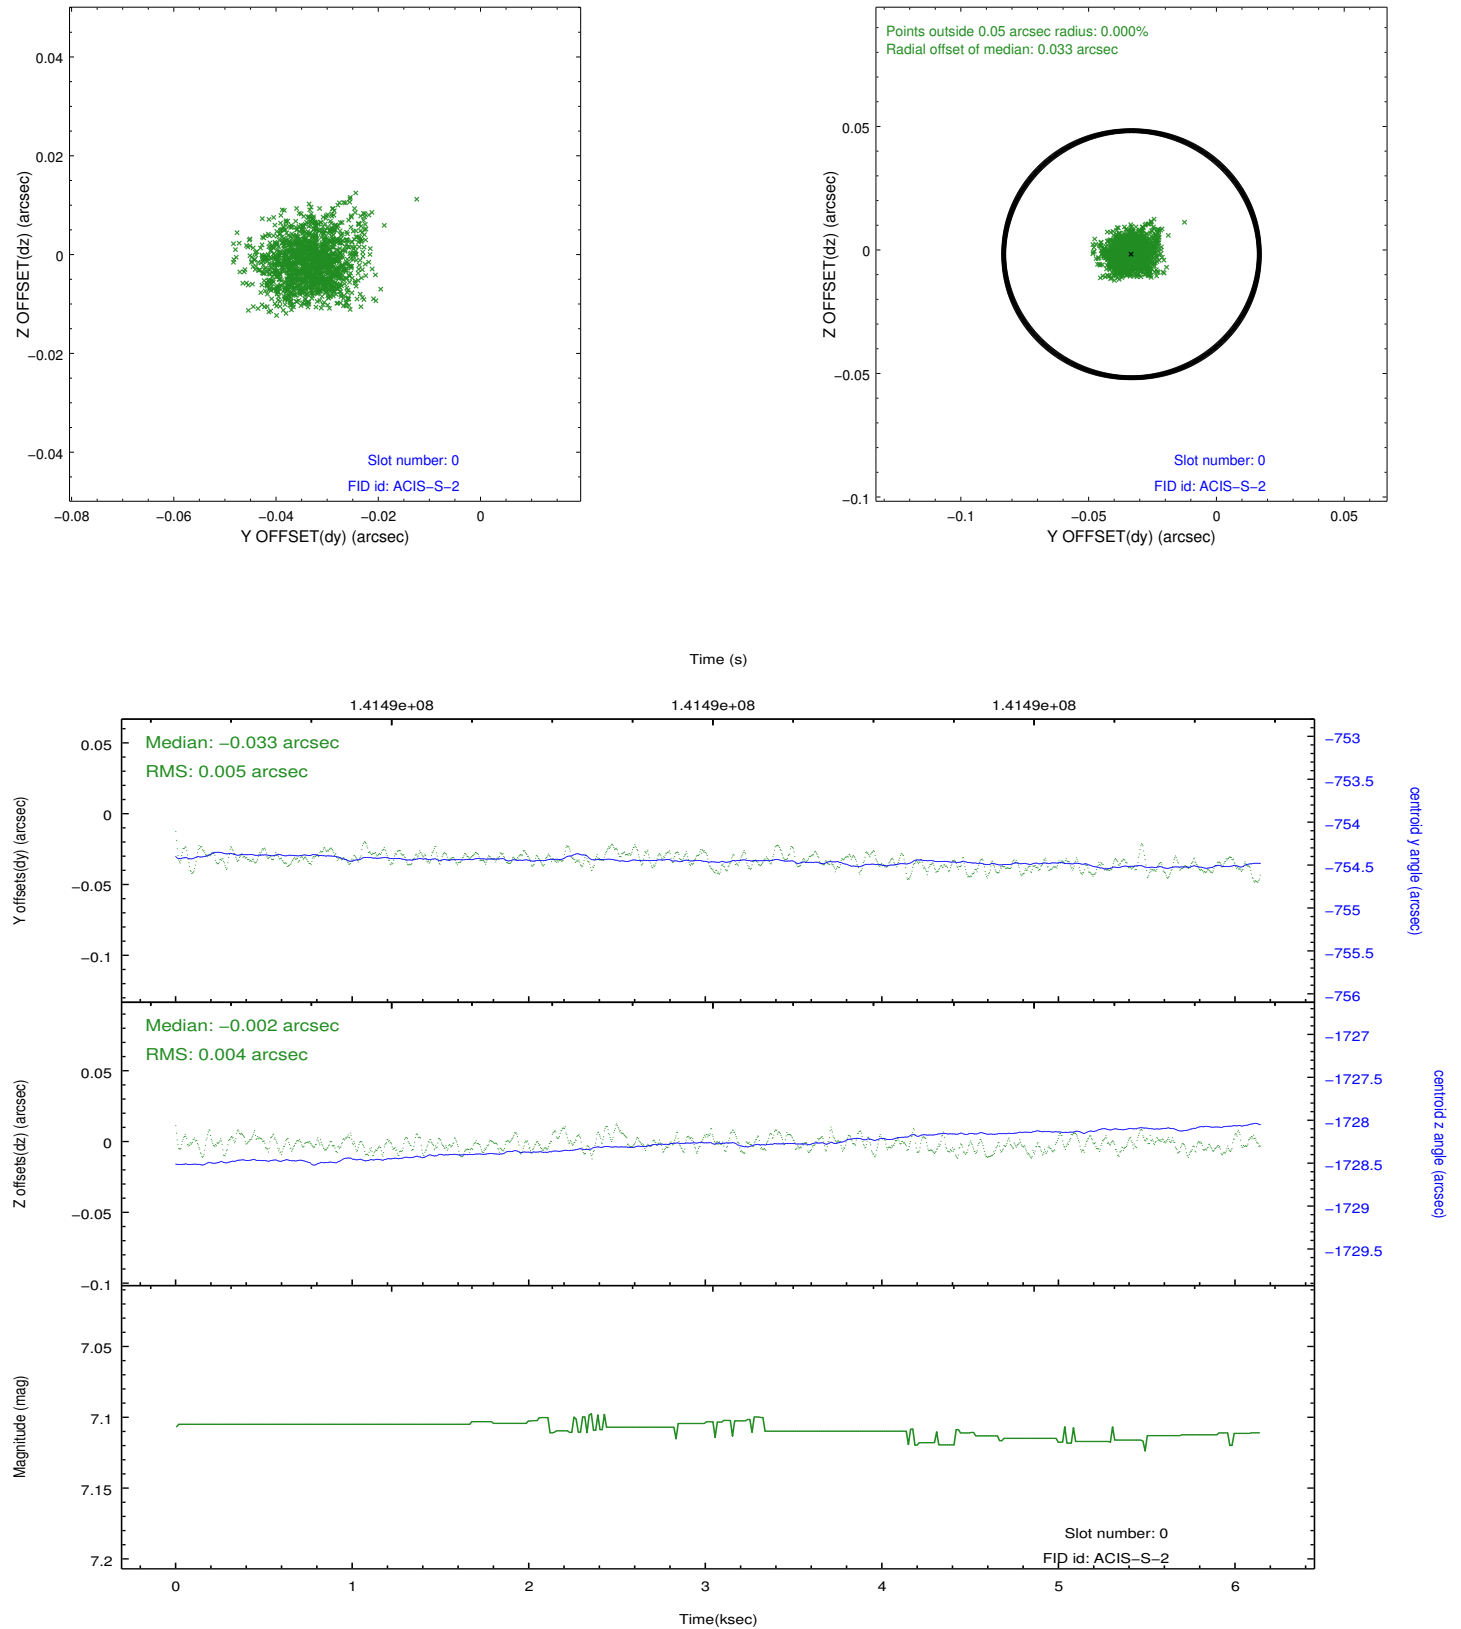 0.04
0.02
0
−0.02
−0.04
Z OFFSET(dz) (arcsec)
Slot number: 0
FID id: ACIS−S−2
−0.08
−0.06
−0.04
−0.02
0
Y OFFSET(dy) (arcsec)
Points outside 0.05 arcsec radius: 0.000%
Radial offset of median: 0.033 arcsec
0.05
0
−0.05
−0.1
Z OFFSET(dz) (arcsec)
Slot number: 0
FID id: ACIS−S−2
−0.1
−0.05
0
0.05
Y OFFSET(dy) (arcsec)
Time (s)
1.4149e+08
1.4149e+08
1.4149e+08
Median: −0.033 arcsec
RMS: 0.005 arcsec
0.05
0
−0.05
−0.1
Y offsets(dy) (arcsec)
−753
−753.5
−754
−754.5
−755
−755.5
−756
centroid y angle (arcsec)
Median: −0.002 arcsec
RMS: 0.004 arcsec
0.05
0
−0.05
−0.1
Z offsets(dz) (arcsec)
−1727
−1727.5
−1728
−1728.5
−1729
−1729.5
centroid z angle (arcsec)
7.05
7.1
7.15
7.2
Magnitude (mag)
Slot number: 0
FID id: ACIS−S−2
0
1
2
3
4
5
6
Time(ksec)